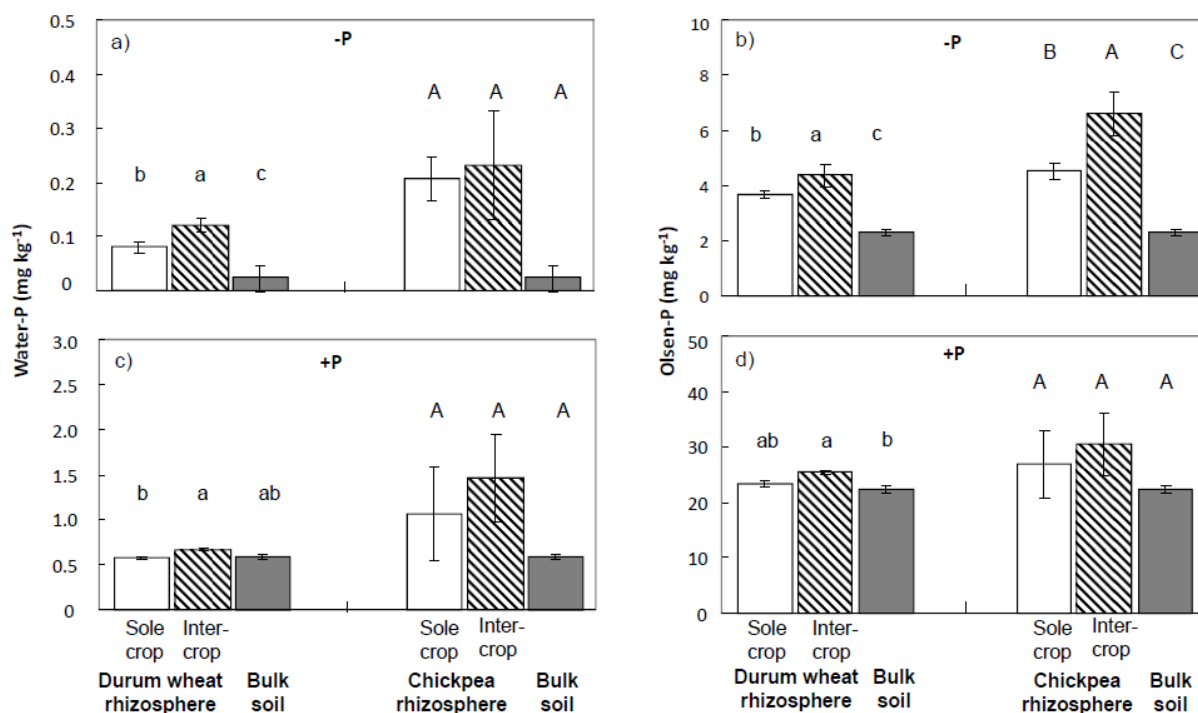 a)
-P
0.5
0.4
0.3
0.2
0.1
0
b a c
A A A
b)
-P
10
8
6
4
2
0
b a c
B A C
Water-P (mg kg-1)
Olsen-P (mg kg-1)
c)
+P
3.0
2.5
2.0
1.5
1.0
0.5
0
b a ab
A A A
d)
+P
50
40
30
20
10
0
ab a b
A A A
Sole Inter-
crop crop
Durum wheat Bulk
rhizosphere soil
Sole Inter-
crop crop
Chickpea Bulk
rhizosphere soil
Sole Inter-
crop crop
Durum wheat Bulk
rhizosphere soil
Sole Inter-
crop crop
Chickpea Bulk
rhizosphere soil